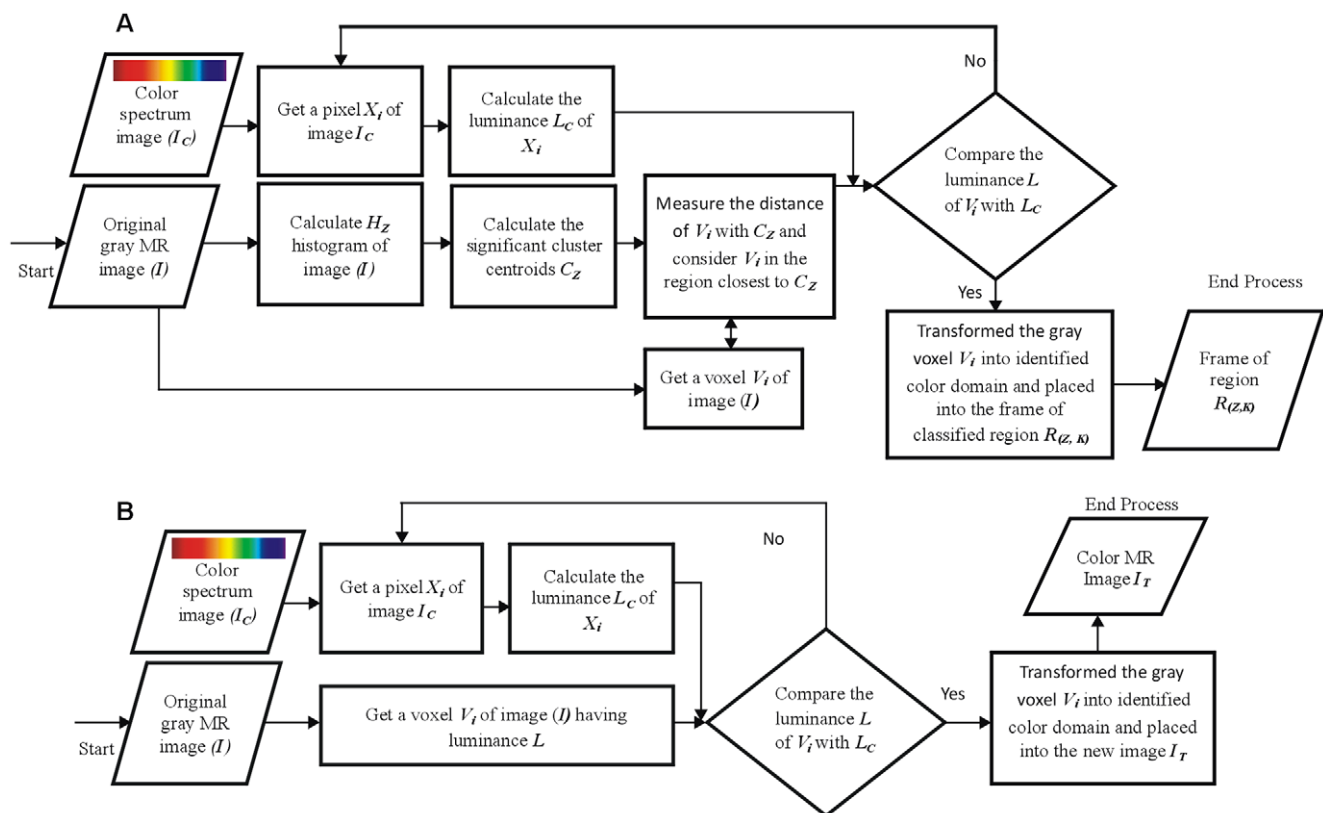 A
Color
spectrum
image (I_C)
Get a pixel X_i of
image I_C
Calculate the
luminance L_C of
X_i
No
Compare the
luminance L
of V_i with L_C
Start
Original
gray MR
image (I)
Calculate H_Z
histogram of
image (I)
Calculate the
significant cluster
centroids C_Z
Measure the distance
of V_i with C_Z and
consider V_i in the
region closest to C_Z
Get a voxel V_i of
image (I)
Yes
Transformed the gray
voxel V_i into identified
color domain and placed
into the frame of
classified region R_(Z, K)
End Process
Frame of
region
R_(Z,K)
B
Color
spectrum
image (I_C)
Get a pixel X_i of
image I_C
Calculate the
luminance L_C of
X_i
No
Start
Original
gray MR
image (I)
Get a voxel V_i of image (I) having
luminance L
Compare the
luminance L
of V_i with L_C
Yes
Transformed the gray
voxel V_i into identified
color domain and placed
into the new image I_T
End Process
Color MR
Image I_T